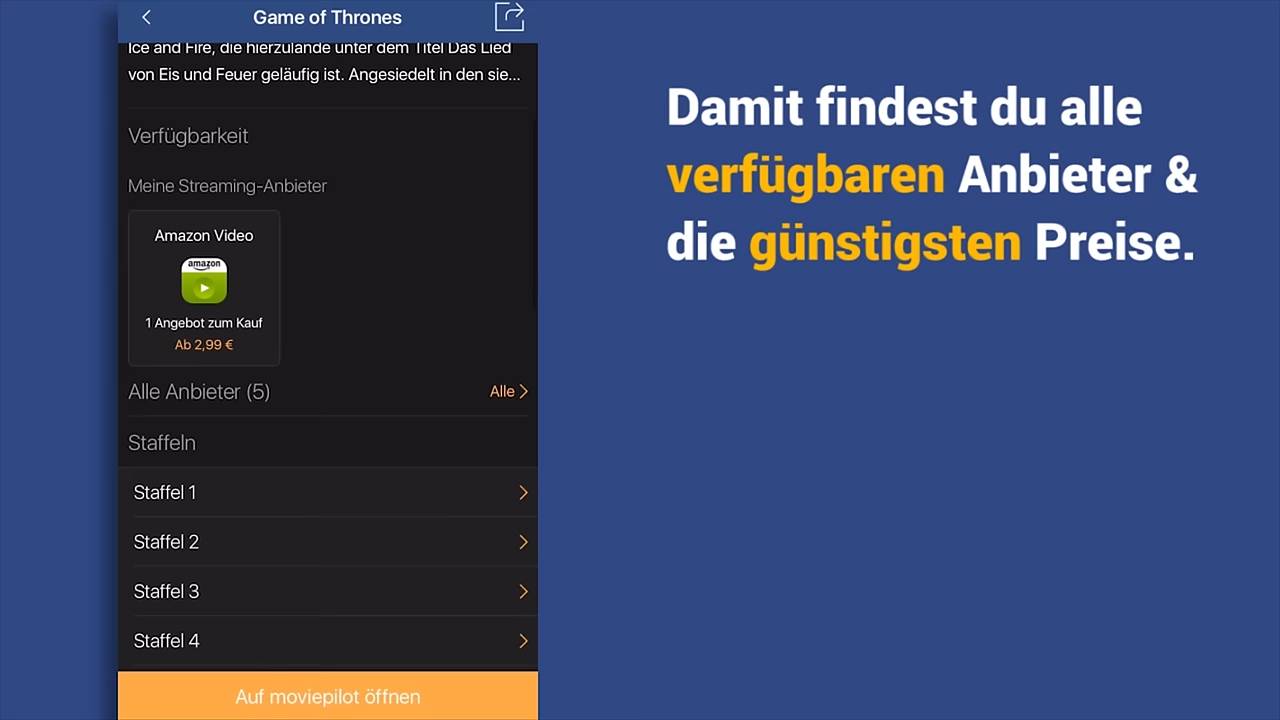 Game of Thrones
Ice and Fire, die hierzulande unter dem Titel Das Lied
von Eis und Feuer geläufig ist. Angesiedelt in den sie...
Verfügbarkeit
Meine Streaming-Anbieter
Amazon Video
amazon
1 Angebot zum Kauf
Ab 2,99 €
Alle Anbieter (5)
Alle
Staffeln
Staffel 1
Staffel 2
Staffel 3
Staffel 4
Auf moviepilot öffnen
Damit findest du alle
verfügbaren Anbieter &
die günstigsten Preise.